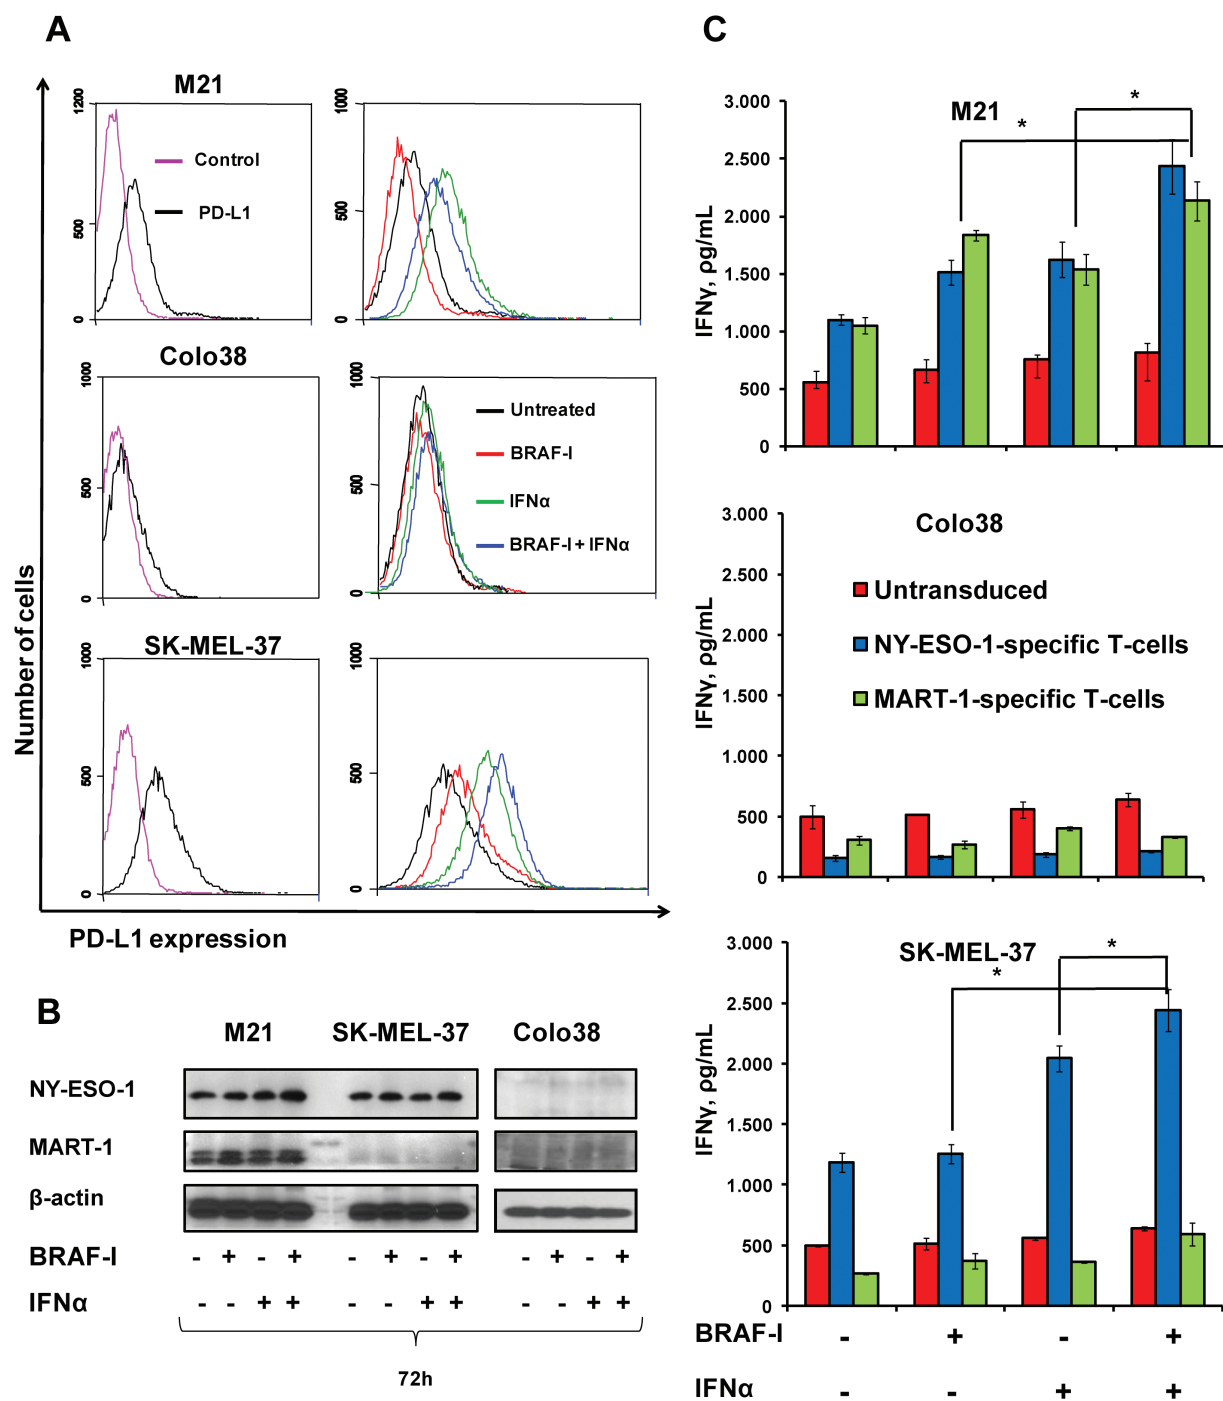 A
M21
1200
500
0
Control
PD-L1
1000
500
0
Colo38
1000
500
0
1000
500
0
Untreated
BRAF-I
IFNα
BRAF-I + IFNα
SK-MEL-37
1000
500
0
1000
500
0
Number of cells
PD-L1 expression
B
M21 SK-MEL-37 Colo38
NY-ESO-1
MART-1
β-actin
BRAF-I - + - + - + - + - + - +
IFNα - - + + - - + + - - + +
72h
C
M21
IFNγ, ρg/mL
3.000
2.500
2.000
1.500
1.000
500
0
* *
Colo38
IFNγ, ρg/mL
3.000
2.500
2.000
1.500
1.000
500
0
Untransduced
NY-ESO-1-specific T-cells
MART-1-specific T-cells
SK-MEL-37
IFNγ, ρg/mL
3.000
2.500
2.000
1.500
1.000
500
0
* *
BRAF-I - + - +
IFNα - - + +